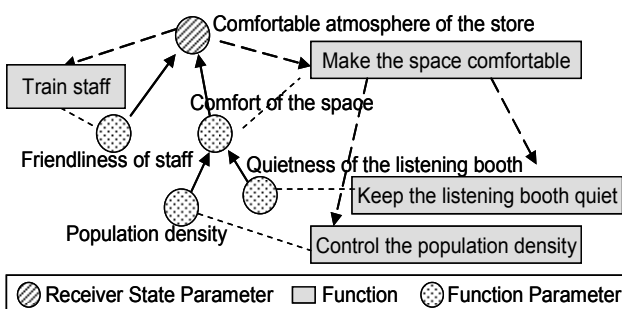 Comfortable atmosphere of the store
Make the space comfortable
Train staff
Comfort of the space
Friendliness of staff
Quietness of the listening booth
Keep the listening booth quiet
Population density
Control the population density
Receiver State Parameter Function Function Parameter